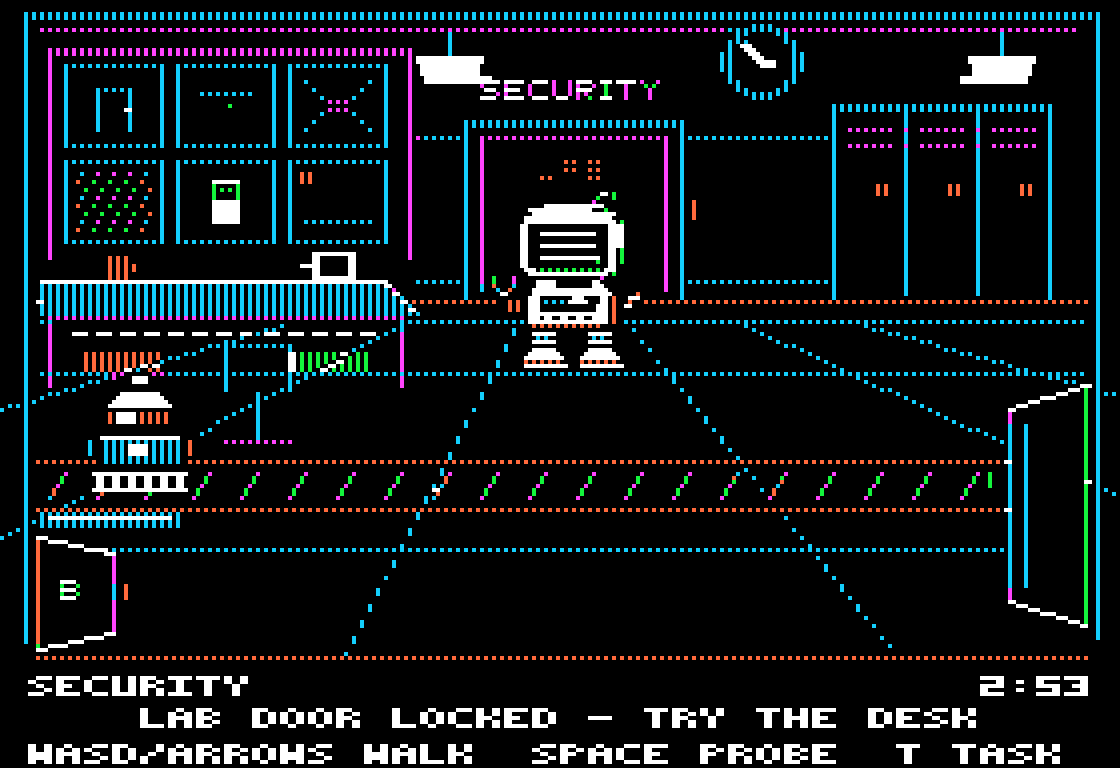 SECURITY
B
SECURITY 2:53
LAB DOOR LOCKED - TRY THE DESK
WASD/ARROWS WALK SPACE PROBE T TASK